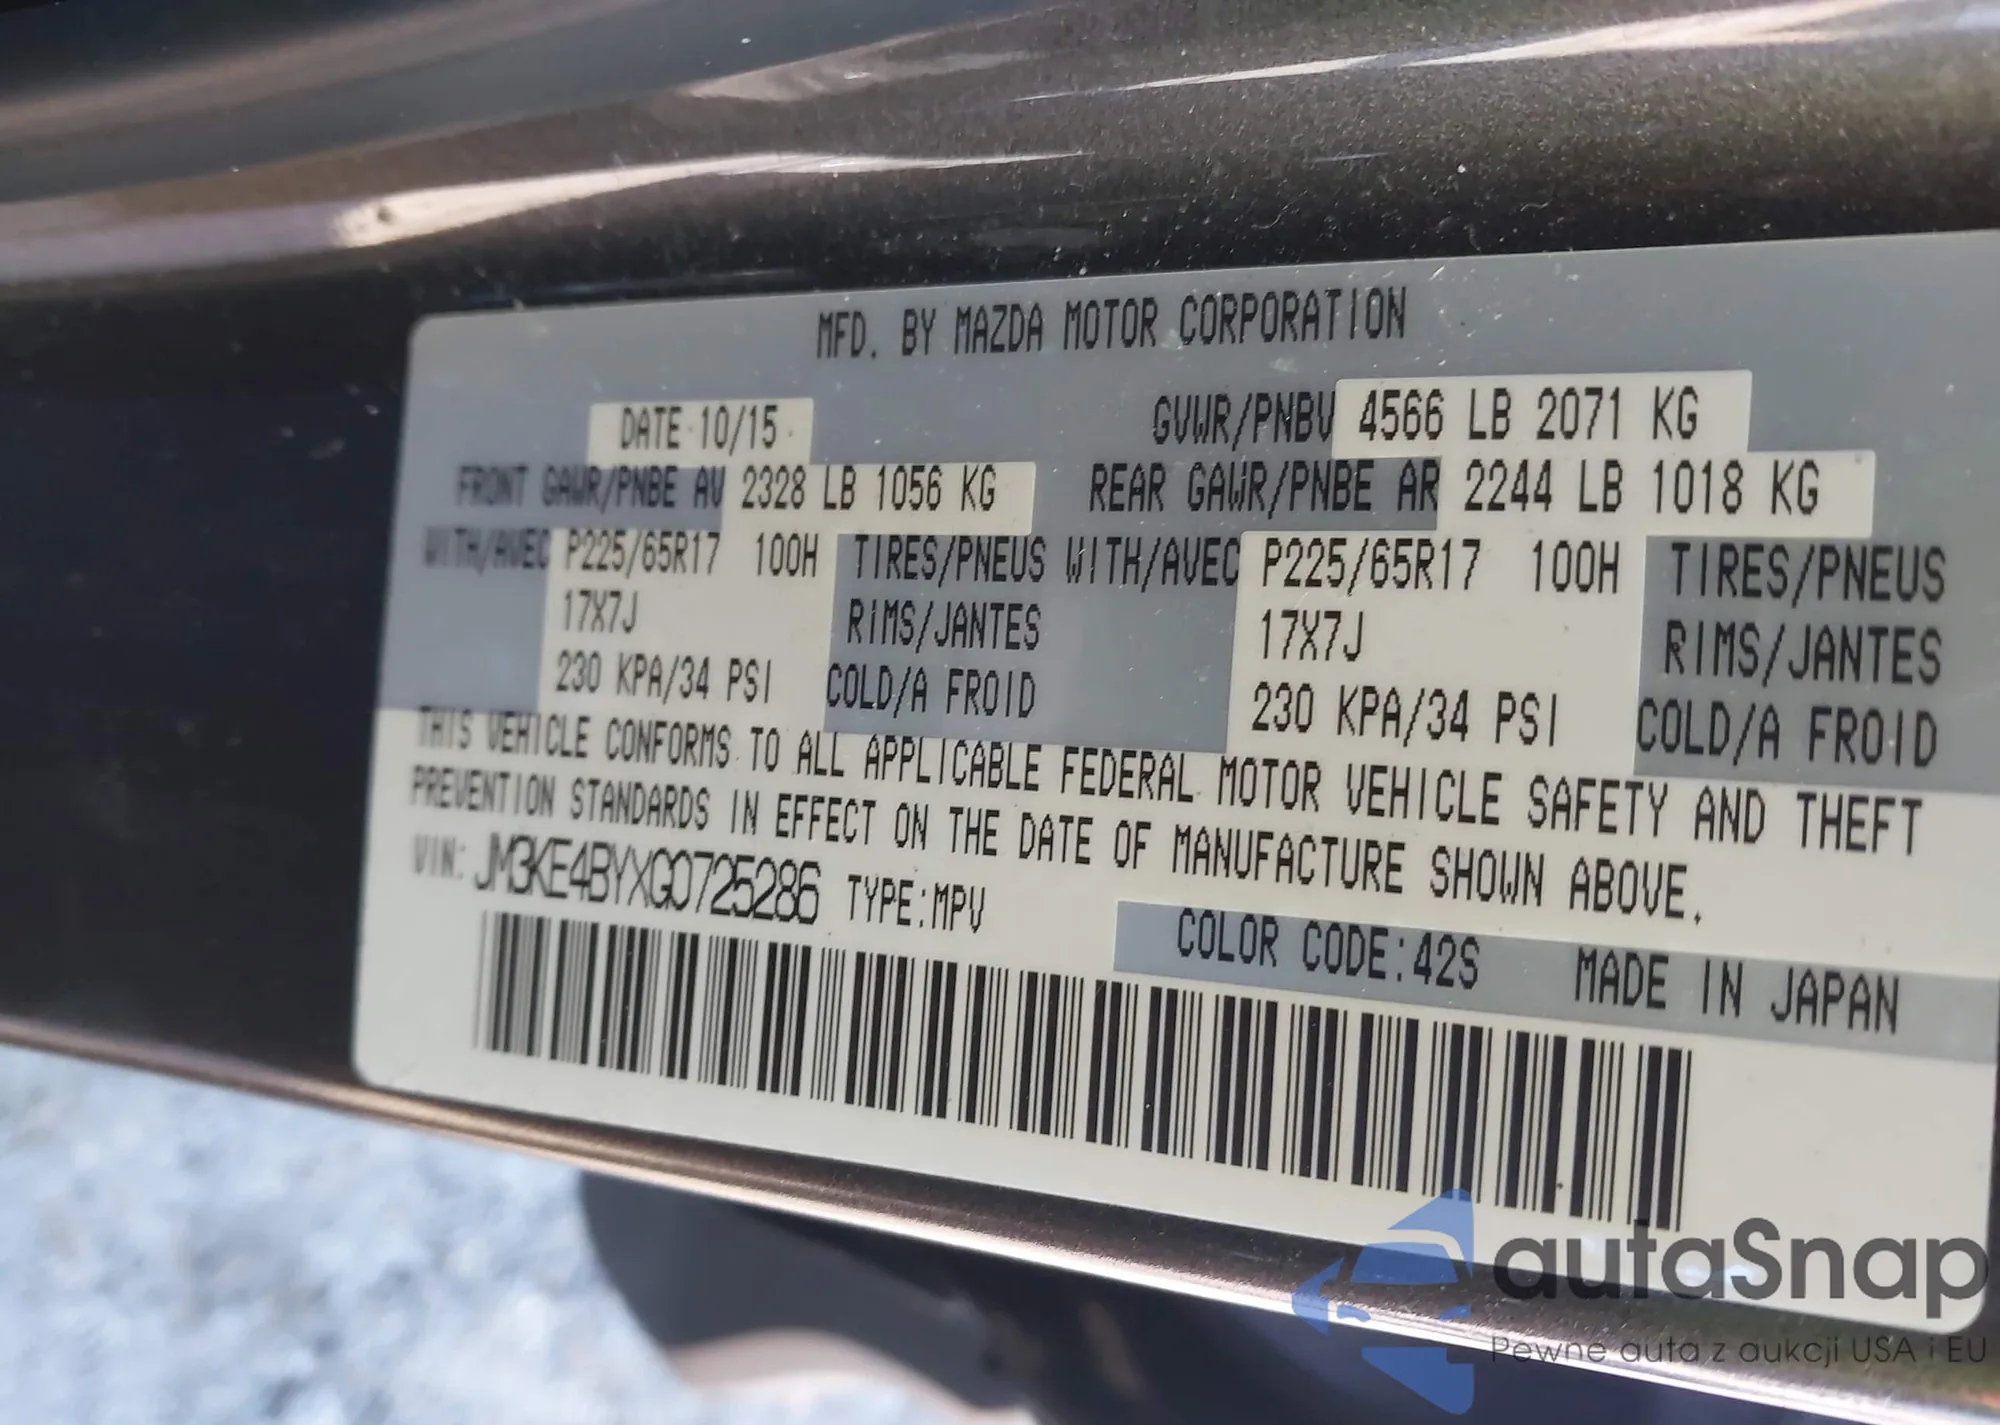 MFD. BY MAZDA MOTOR CORPORATION
DATE 10/15 GVWR/PNBV 4566 LB 2071 KG
FRONT GAWR/PNBE AV 2328 LB 1056 KG REAR GAWR/PNBE AR 2244 LB 1018 KG
WITH/AVEC P225/65R17 100H TIRES/PNEUS WITH/AVEC P225/65R17 100H TIRES/PNEUS
17X7J RIMS/JANTES 17X7J RIMS/JANTES
230 KPA/34 PSI COLD/A FROID 230 KPA/34 PSI COLD/A FROID
THIS VEHICLE CONFORMS TO ALL APPLICABLE FEDERAL MOTOR VEHICLE SAFETY AND THEFT
PREVENTION STANDARDS IN EFFECT ON THE DATE OF MANUFACTURE SHOWN ABOVE.
VIN: JM3KE4BYXG0725286 TYPE:MPV
COLOR CODE:42S MADE IN JAPAN
autaSnap
Pewne auta z aukcji USA i EU